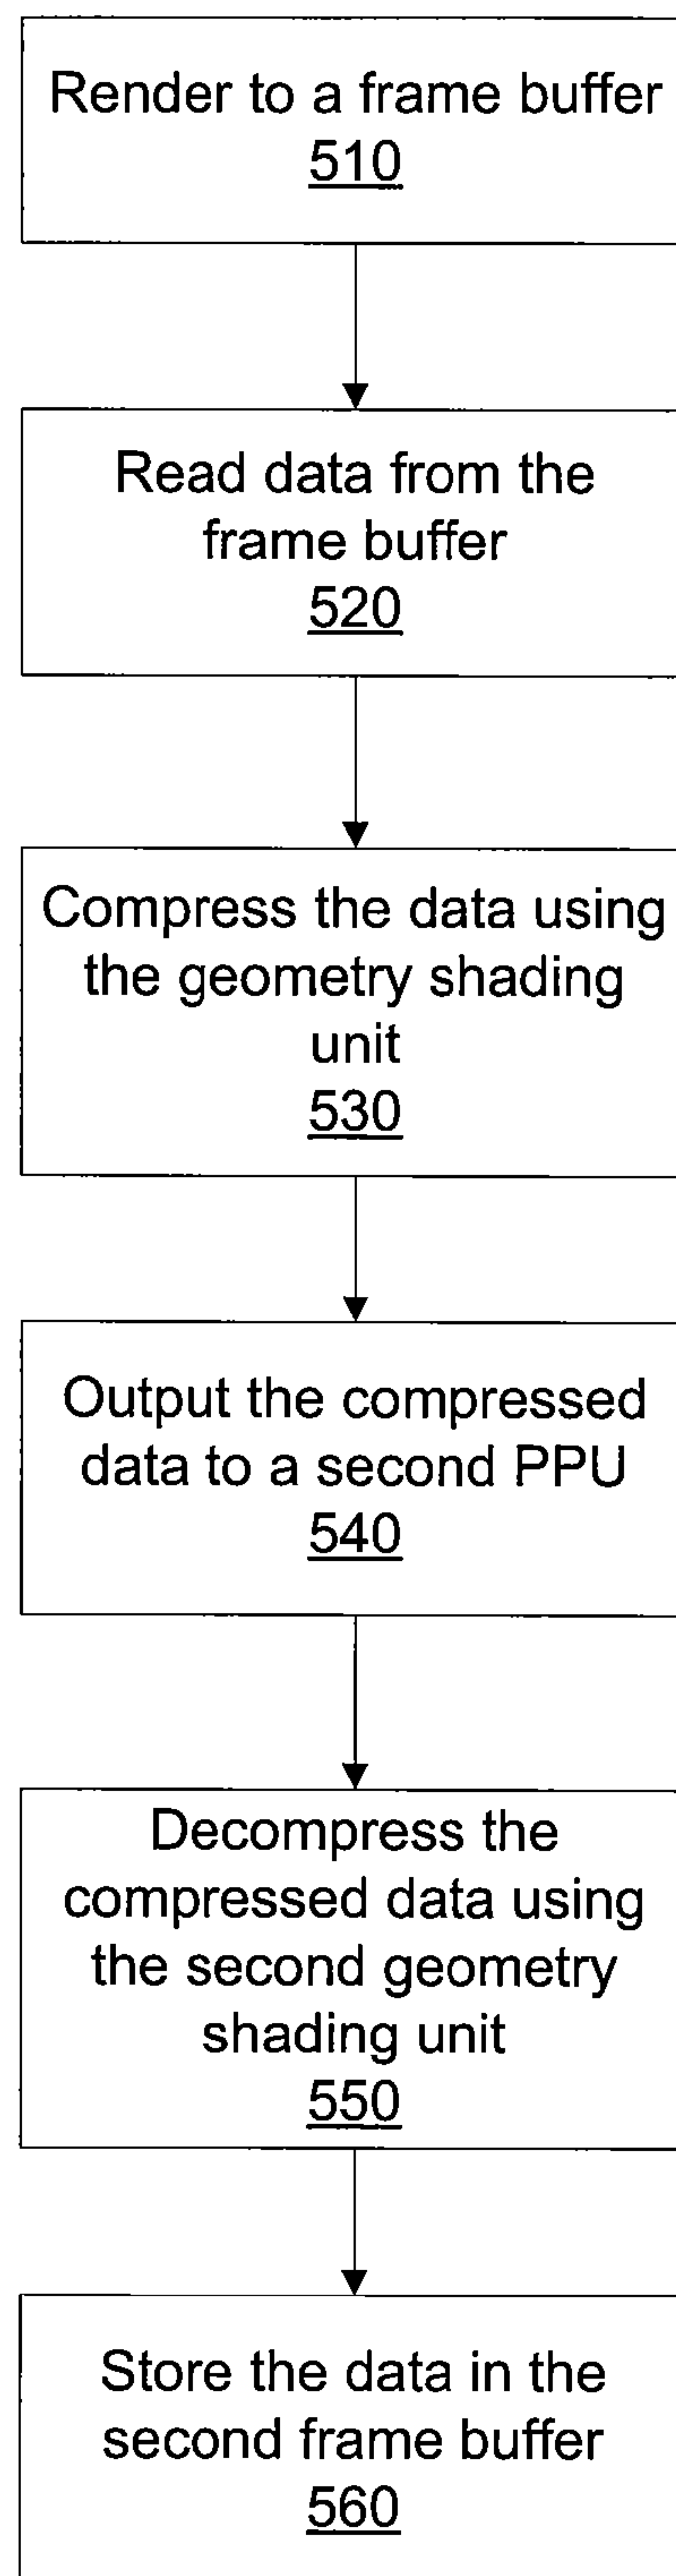 Render to a frame buffer
510
Read data from the
frame buffer
520
Compress the data using
the geometry shading
unit
530
Output the compressed
data to a second PPU
540
Decompress the
compressed data using
the second geometry
shading unit
550
Store the data in the
second frame buffer
560